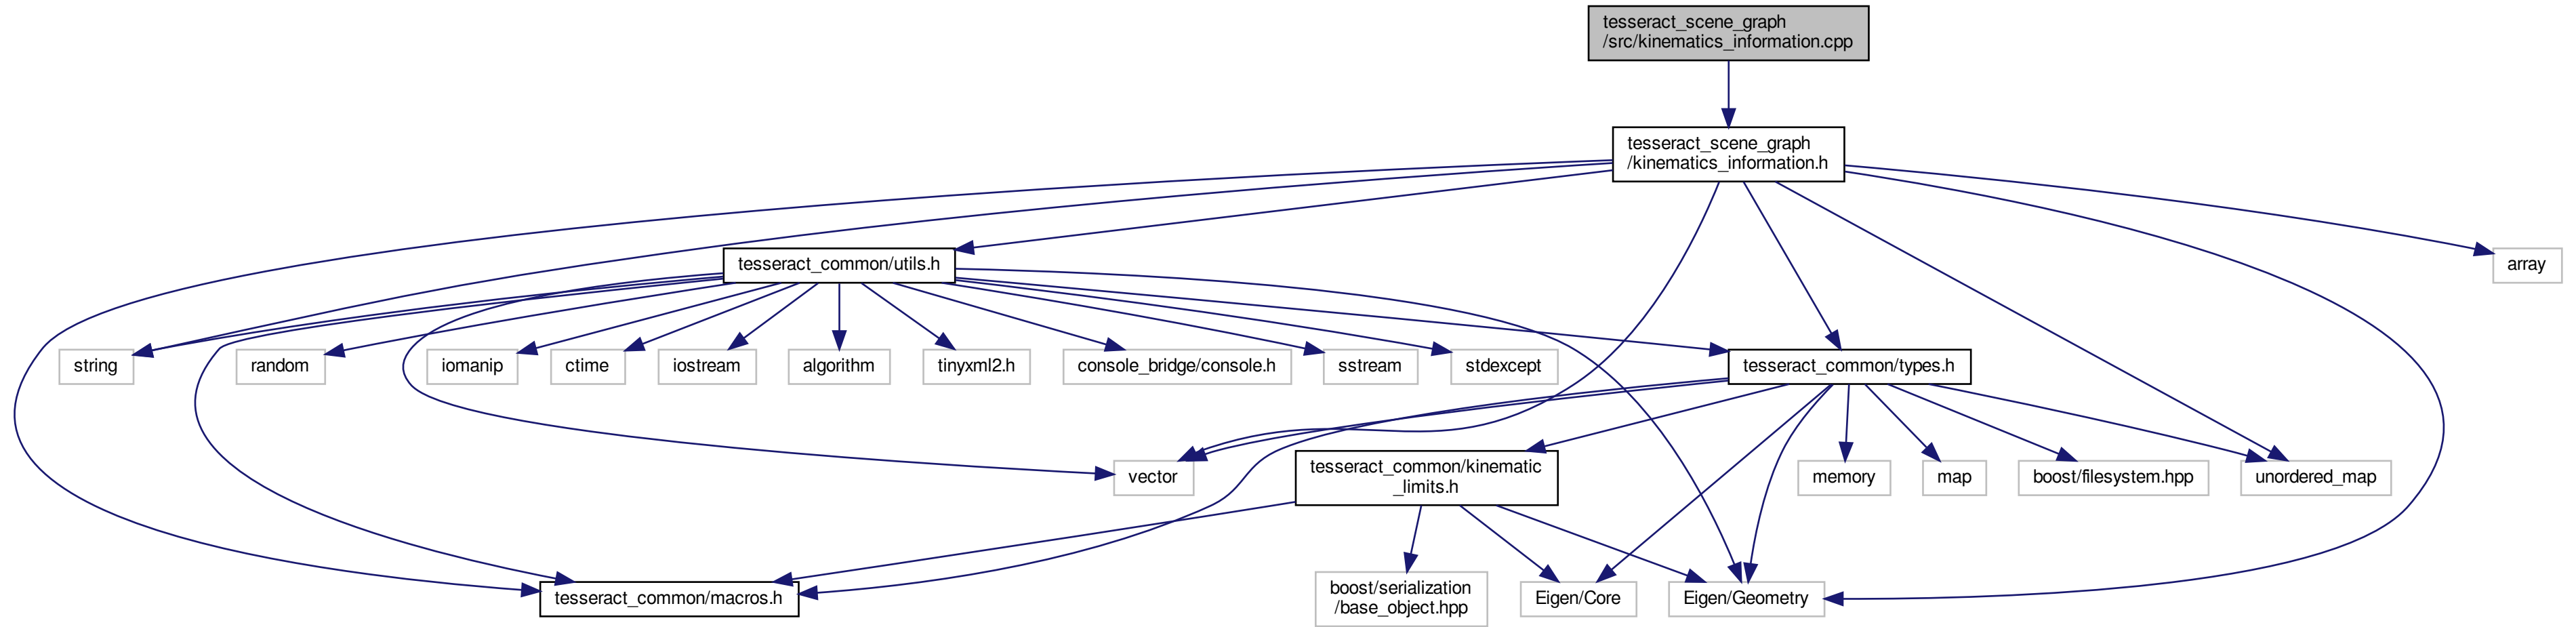 tesseract_scene_graph
/src/kinematics_information.cpp
tesseract_scene_graph
/kinematics_information.h
tesseract_common/utils.h
array
string
random
iomanip
ctime
iostream
algorithm
tinyxml2.h
console_bridge/console.h
sstream
stdexcept
tesseract_common/types.h
vector
tesseract_common/kinematic
_limits.h
memory
map
boost/filesystem.hpp
unordered_map
tesseract_common/macros.h
boost/serialization
/base_object.hpp
Eigen/Core
Eigen/Geometry